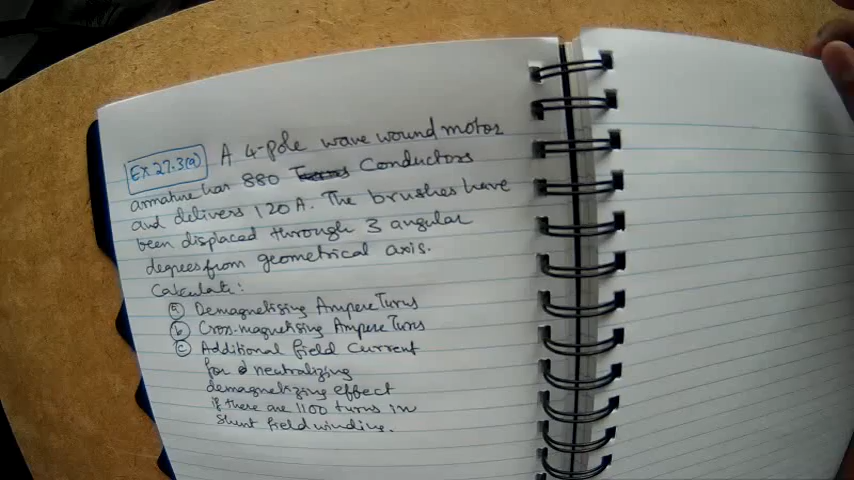 Ex 27.3(a) A 4-pole wave wound motor
armature has 880 Turns Conductors
and delivers 120 A. The brushes have
been displaced through 3 angular
degrees from geometrical axis.
Calculate:
(a) Demagnetising Ampere Turns
(b) Cross-magnetising Ampere Turns
(c) Additional field Current
for neutralizing
demagnetizing effect
if there are 1100 turns in
Shunt field winding.